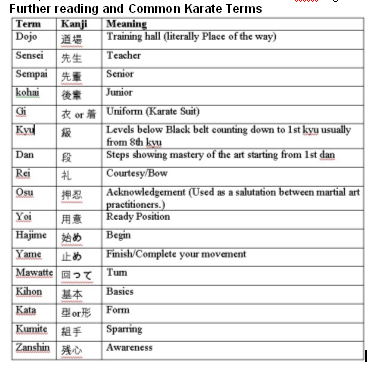 Further reading and Common Karate Terms
Term Kanji Meaning
Dojo 道場 Training hall (literally Place of the way)
Sensei 先生 Teacher
Sempai 先輩 Senior
kohai 後輩 Junior
Gi 衣 or 着 Uniform (Karate Suit)
Kyu 級 Levels below Black belt counting down to 1st kyu usually
from 8th kyu
Dan 段 Steps showing mastery of the art starting from 1st dan
Rei 礼 Courtesy/Bow
Osu 押忍 Acknowledgement (Used as a salutation between martial art
practitioners.)
Yoi 用意 Ready Position
Hajime 始め Begin
Yame 止め Finish/Complete your movement
Mawatte 回って Turn
Kihon 基本 Basics
Kata 型or形 Form
Kumite 組手 Sparring
Zanshin 残心 Awareness